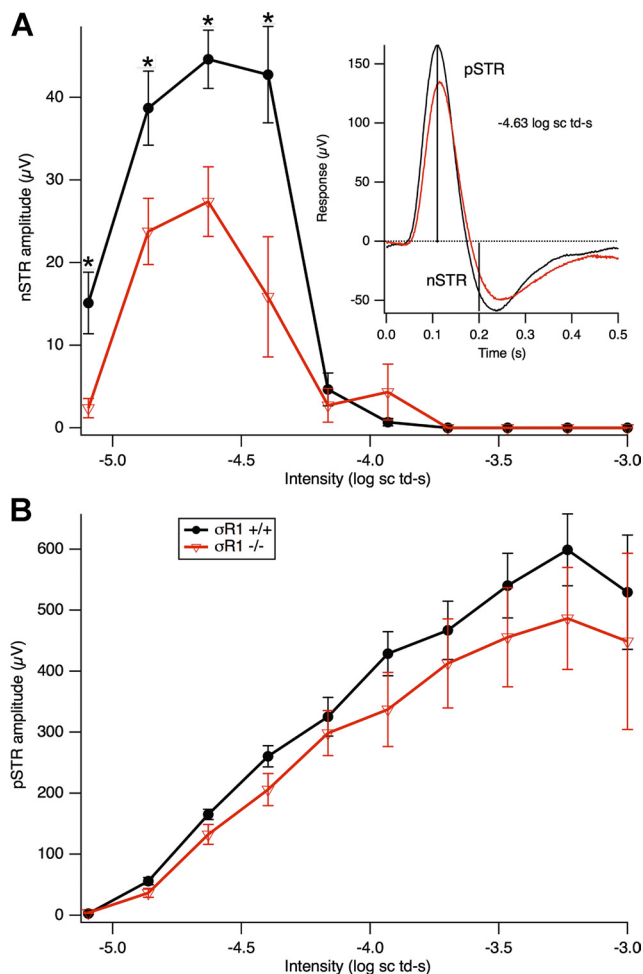 A
nSTR amplitude (µV)
40
30
20
10
0
*
*
*
*
-5.0
-4.5
-4.0
-3.5
-3.0
Intensity (log sc td-s)
Response (µV)
150
100
50
0
-50
pSTR
-4.63 log sc td-s
nSTR
0.0
0.1
0.2
0.3
0.4
0.5
Time (s)
B
σR1 +/+
σR1 -/-
pSTR amplitude (µV)
600
500
400
300
200
100
0
-5.0
-4.5
-4.0
-3.5
-3.0
Intensity (log sc td-s)